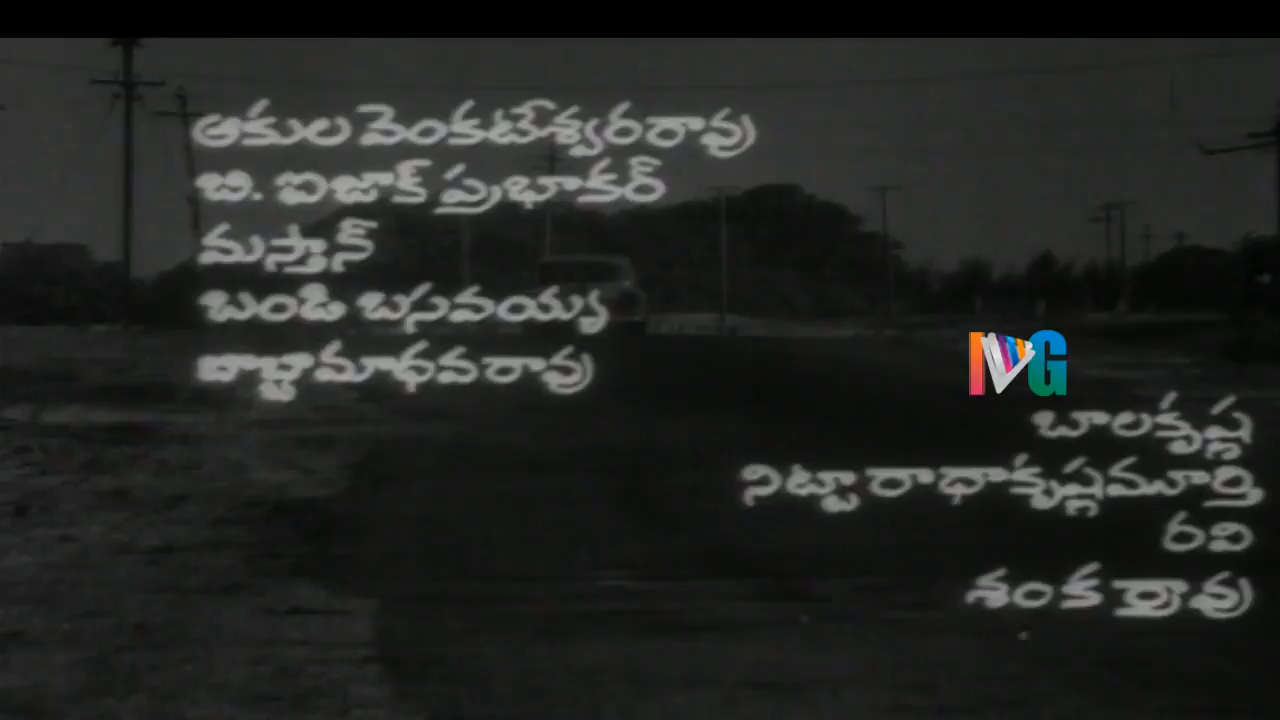 ఆకుల వెంకటేశ్వరరావు
బి. ఐజాక్ ప్రభాకర్
మస్తాన్
బండి బసవయ్య
మాధవరావు
బాలకృష్ణ
నిట్టా రాధాకృష్ణమూర్తి
రవి
శంకర్రావు